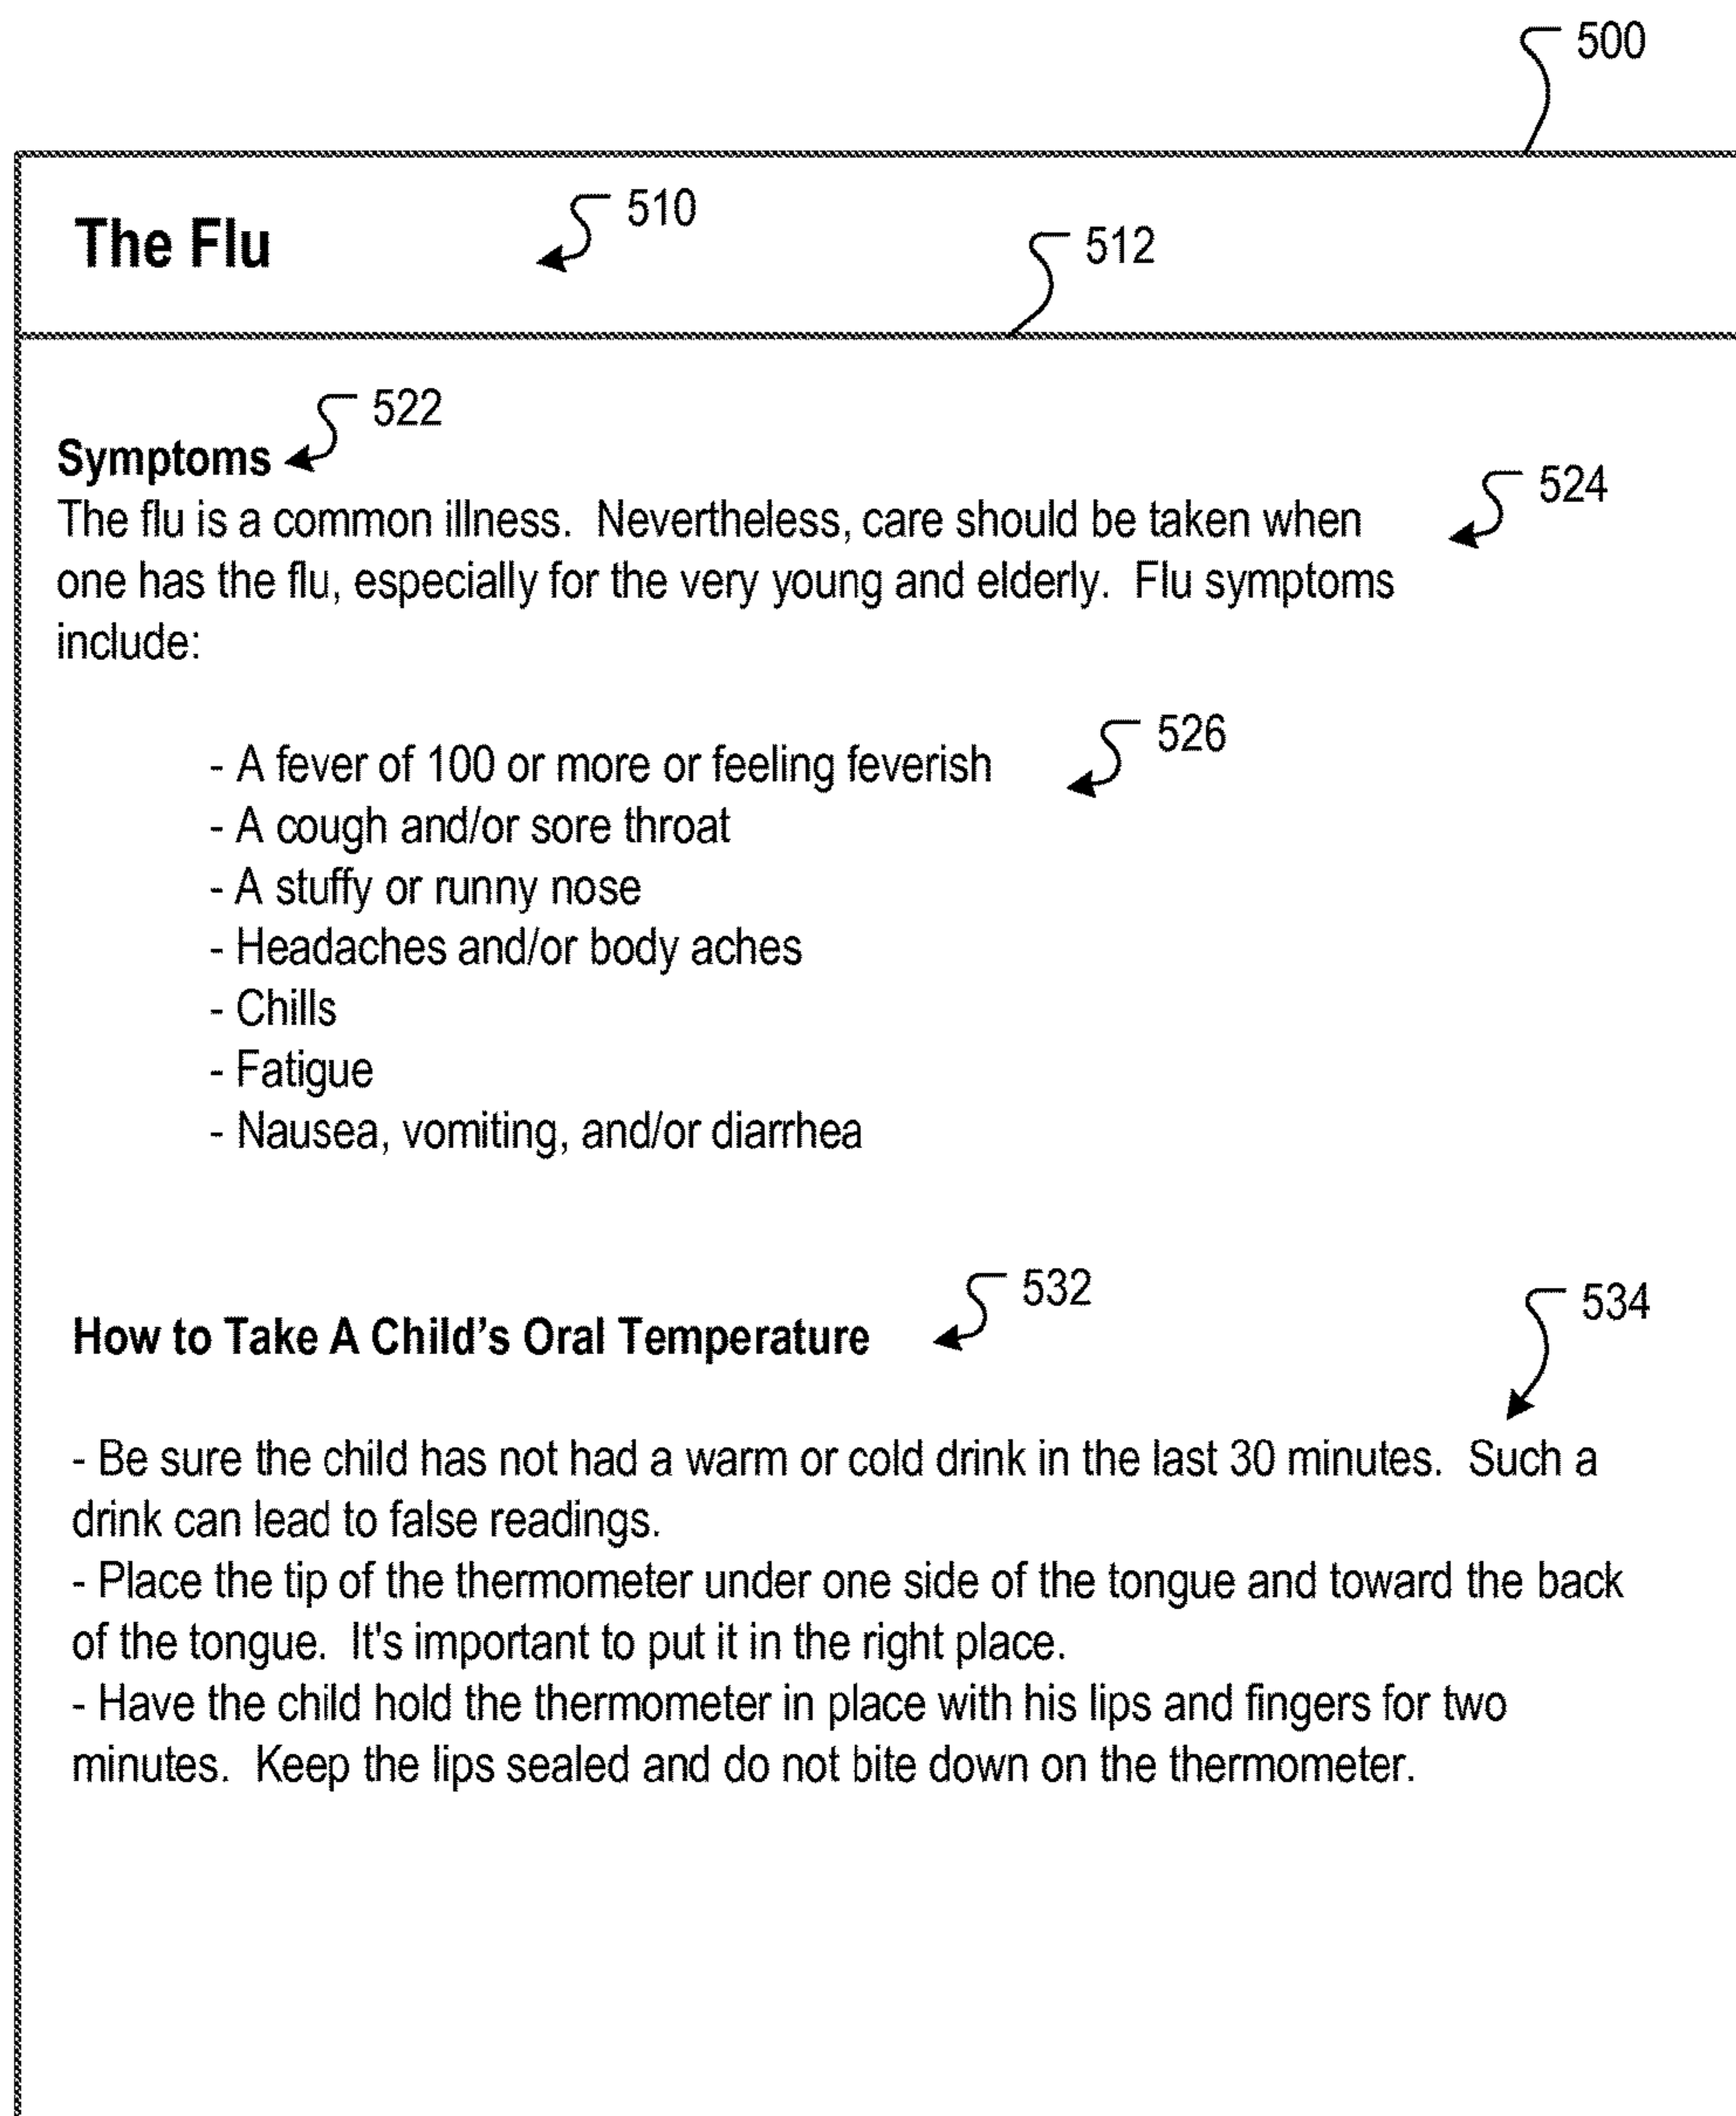 500
The Flu
510
512
522
Symptoms
524
The flu is a common illness.  Nevertheless, care should be taken when
one has the flu, especially for the very young and elderly.  Flu symptoms
include:
526
- A fever of 100 or more or feeling feverish
- A cough and/or sore throat
- A stuffy or runny nose
- Headaches and/or body aches
- Chills
- Fatigue
- Nausea, vomiting, and/or diarrhea
532
534
How to Take A Child's Oral Temperature
- Be sure the child has not had a warm or cold drink in the last 30 minutes.  Such a
drink can lead to false readings.
- Place the tip of the thermometer under one side of the tongue and toward the back
of the tongue.  It's important to put it in the right place.
- Have the child hold the thermometer in place with his lips and fingers for two
minutes.  Keep the lips sealed and do not bite down on the thermometer.